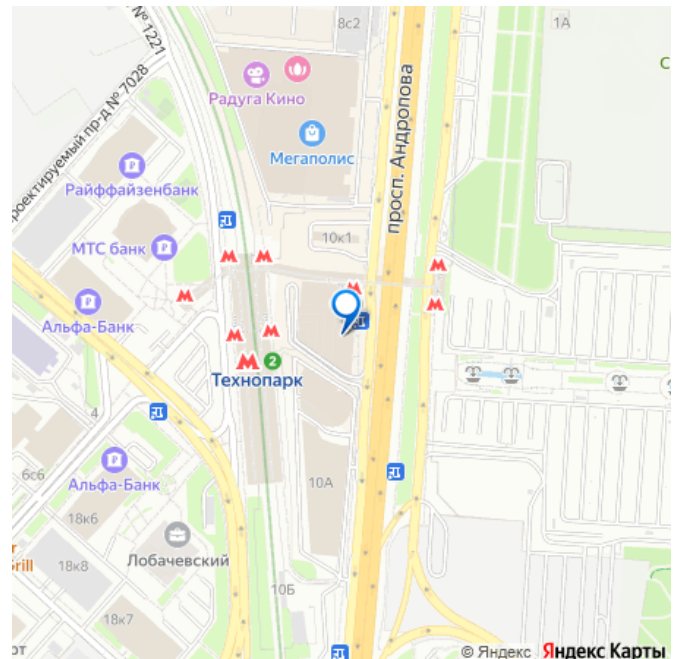 № 1221
8с2
1А
С
Радуга Кино
роектируемый пр-д № 7028
Мегаполис
просп. Андропова
Райффайзенбанк
10к1
МТС банк
Альфа-Банк
2
Технопарк
4
6с6
Альфа-Банк
10А
18к6
Лобачевский
r
Grill
18к8
10Б
18к7
рт
© Яндекс Яндекс Карты